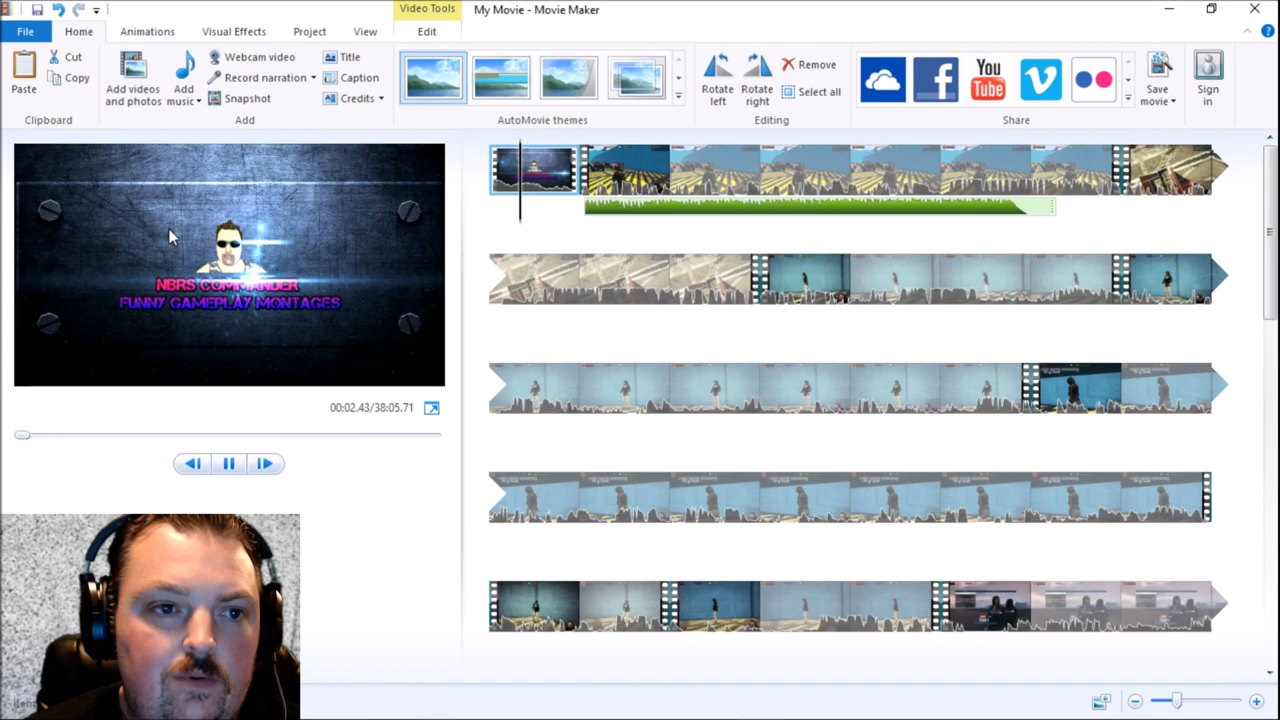 Video Tools
My Movie - Movie Maker
File
Home
Animations
Visual Effects
Project
View
Edit
Paste
Cut
Copy
Clipboard
Add videos
and photos
Add
music
Webcam video
Record narration
Snapshot
Title
Caption
Credits
Add
AutoMovie themes
Rotate
left
Rotate
right
Remove
Select all
Editing
You
Tube
Share
Save
movie
Sign
in
NBRS COMMANDER
FUNNY GAMEPLAY MONTAGES
00:02.43/38:05.71